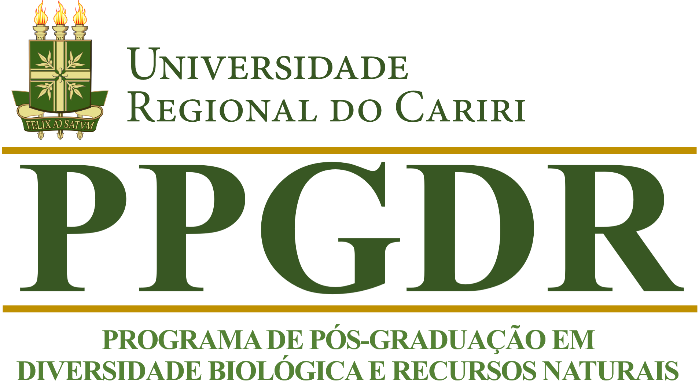 UNIVERSIDADE
REGIONAL DO CARIRI
PPGDR
PROGRAMA DE PÓS-GRADUAÇÃO EM
DIVERSIDADE BIOLÓGICA E RECURSOS NATURAIS